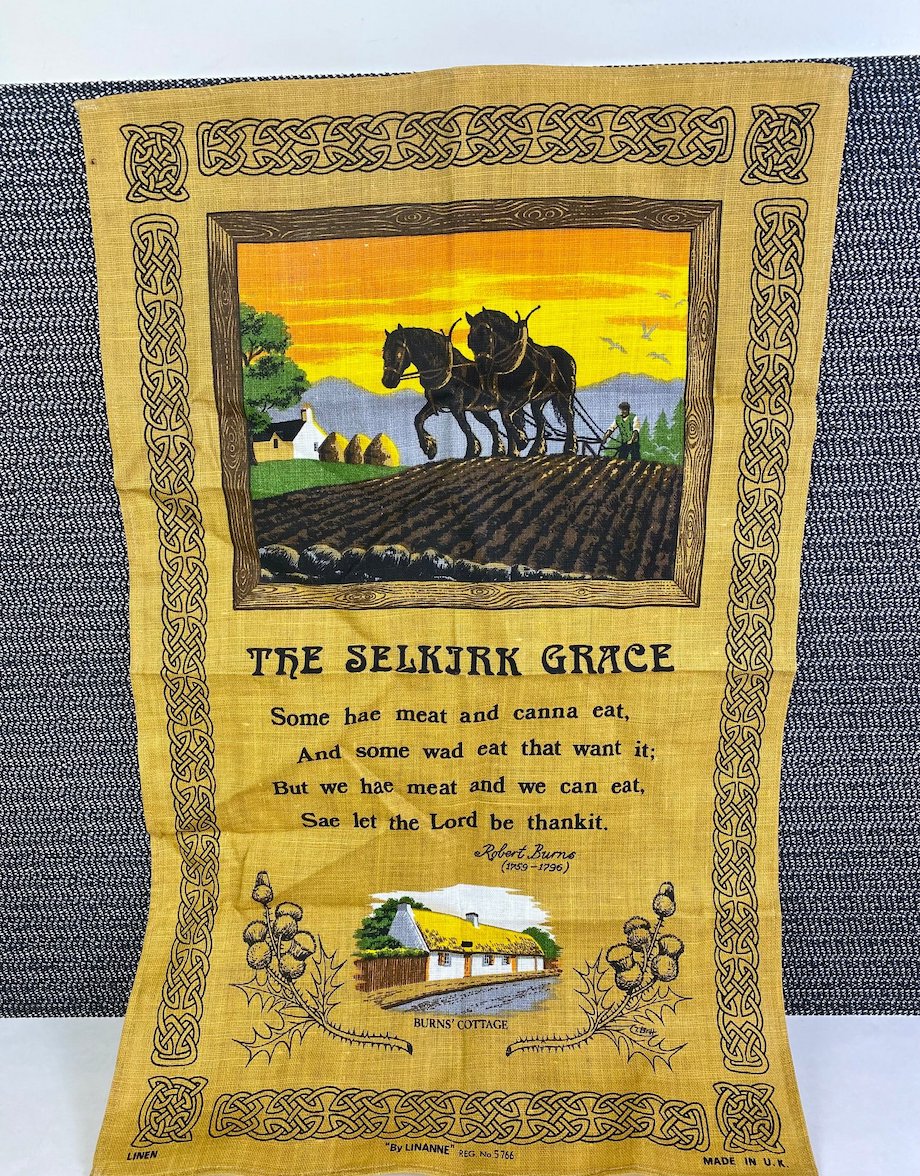 THE SELKIRK GRACE
Some hae meat and canna eat,
And some wad eat that want it;
But we hae meat and we can eat,
Sae let the Lord be thankit.
Robert Burns
(1759-1796)
BURNS' COTTAGE
LINEN
"By LINANNE" REG. No 5766
MADE IN U.K